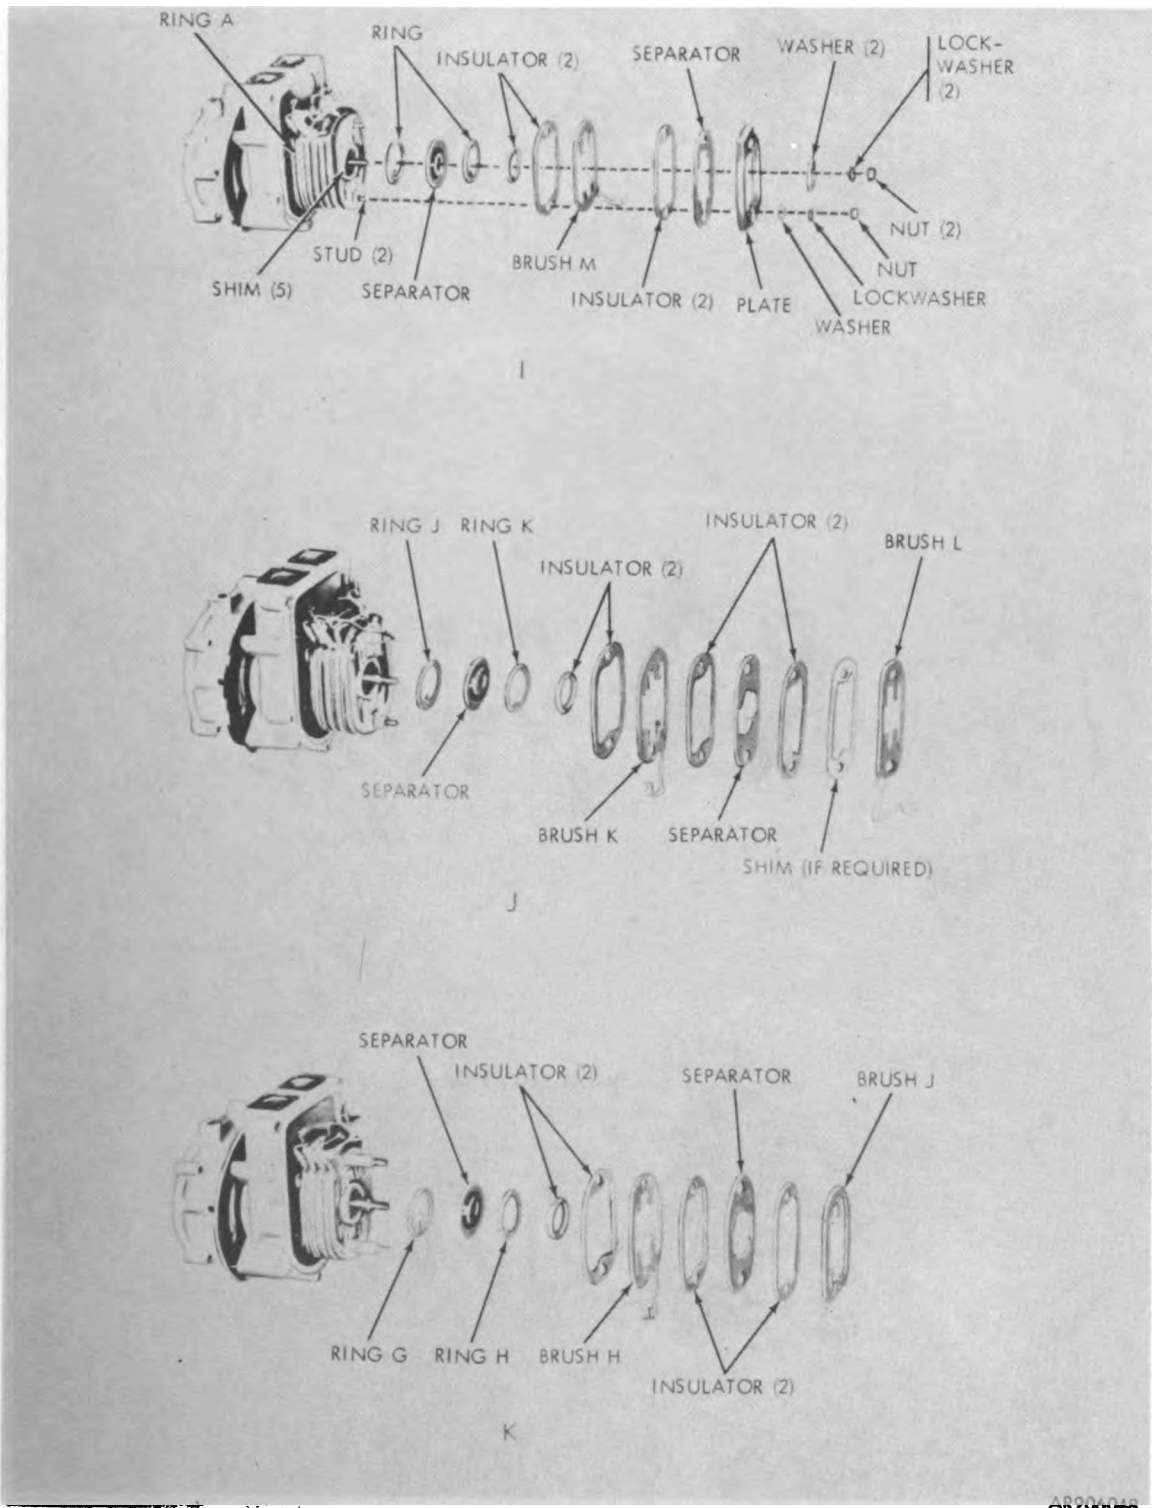 RING A
RING
INSULATOR (2)
SEPARATOR
WASHER (2)
LOCK-
WASHER
(2)
STUD (2)
SHIM (5)
SEPARATOR
BRUSH M
INSULATOR (2)
PLATE
NUT (2)
NUT
LOCKWASHER
WASHER
I
RING J
RING K
INSULATOR (2)
INSULATOR (2)
BRUSH L
SEPARATOR
BRUSH K
SEPARATOR
SHIM (IF REQUIRED)
J
SEPARATOR
INSULATOR (2)
SEPARATOR
BRUSH J
RING G
RING H
BRUSH H
INSULATOR (2)
K